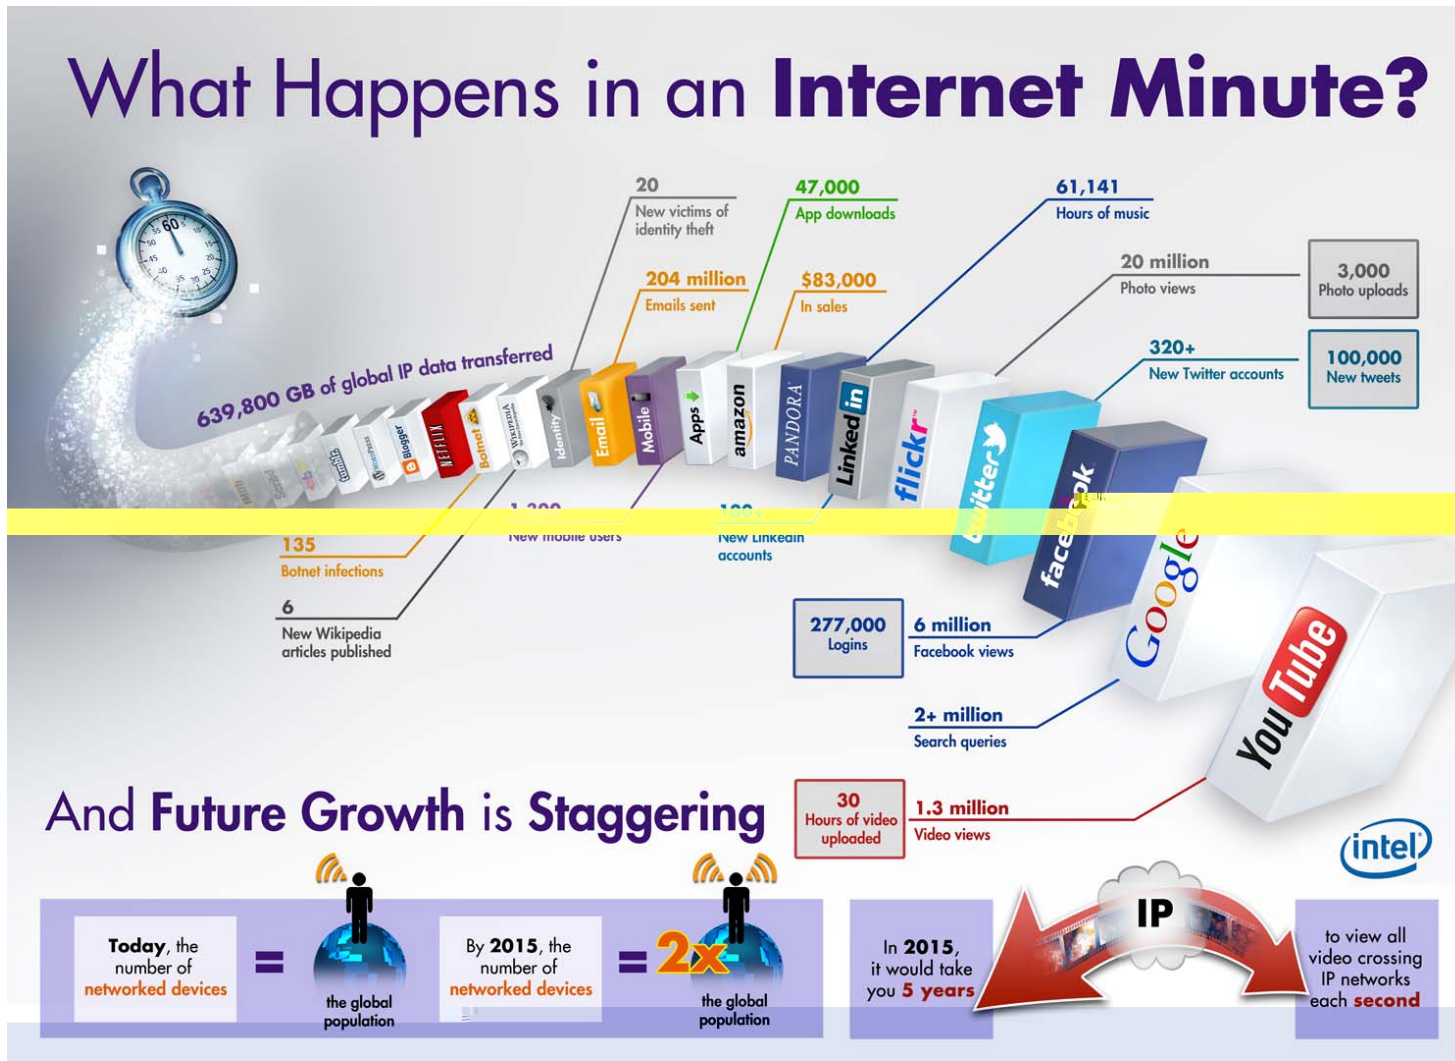 What Happens in an Internet Minute?
60
20
New victims of
identity theft
47,000
App downloads
61,141
Hours of music
204 million
Emails sent
$83,000
In sales
20 million
Photo views
3,000
Photo uploads
320+
New Twitter accounts
100,000
New tweets
639,800 GB of global IP data transferred
tumblr
WORDPRESS
Blogger
NETFLIX
Botnet
WIKIPEDIA
Identity
Email
Mobile
Apps
amazon
PANDORA
Linked in
flickr
twitter
facebook
Google
YouTube
135
Botnet infections
6
New Wikipedia
articles published
New mobile users
100+
New LinkedIn
accounts
277,000
Logins
6 million
Facebook views
2+ million
Search queries
30
Hours of video
uploaded
1.3 million
Video views
And Future Growth is Staggering
intel
Today, the
number of
networked devices
=
the global
population
By 2015, the
number of
networked devices
= 2x
the global
population
In 2015,
it would take
you 5 years
IP
to view all
video crossing
IP networks
each second